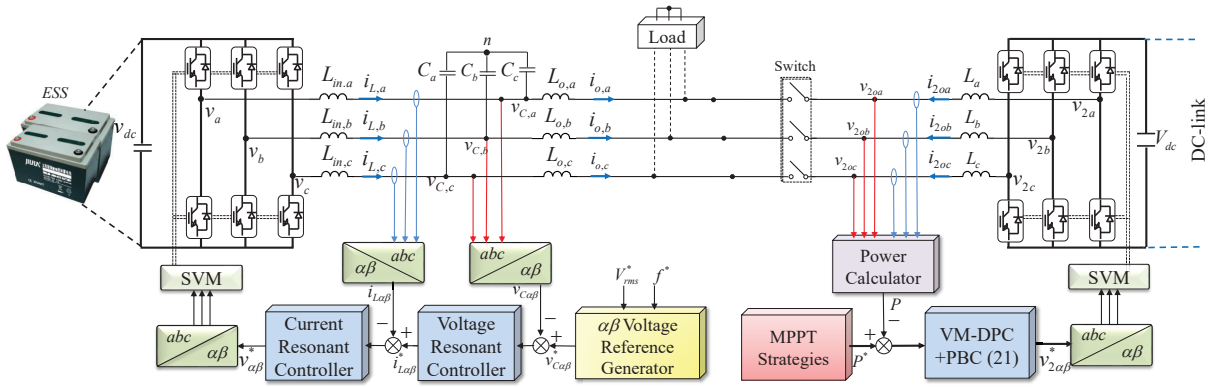 ESS
v_dc
v_a
v_b
v_c
L_in.a
L_in,b
L_in,c
i_L,a
i_L,b
i_L,c
n
C_a
C_b
C_c
v_C,a
v_C,b
v_C,c
L_o,a
L_o,b
L_o,c
i_o,a
i_o,b
i_o,c
Load
Switch
v_2oa
v_2ob
v_2oc
i_2oa
i_2ob
i_2oc
L_a
L_b
L_c
v_2a
v_2b
v_2c
V_dc
DC-link
SVM
abc
αβ
v*_αβ
Current
Resonant
Controller
abc
αβ
i_Lαβ
−
+
i*_Lαβ
Voltage
Resonant
Controller
abc
αβ
v_Cαβ
−
+
v*_Cαβ
V*_rms
f*
αβ Voltage
Reference
Generator
MPPT
Strategies
+
P*
Power
Calculator
P
−
VM-DPC
+PBC (21)
v*_2αβ
abc
αβ
SVM